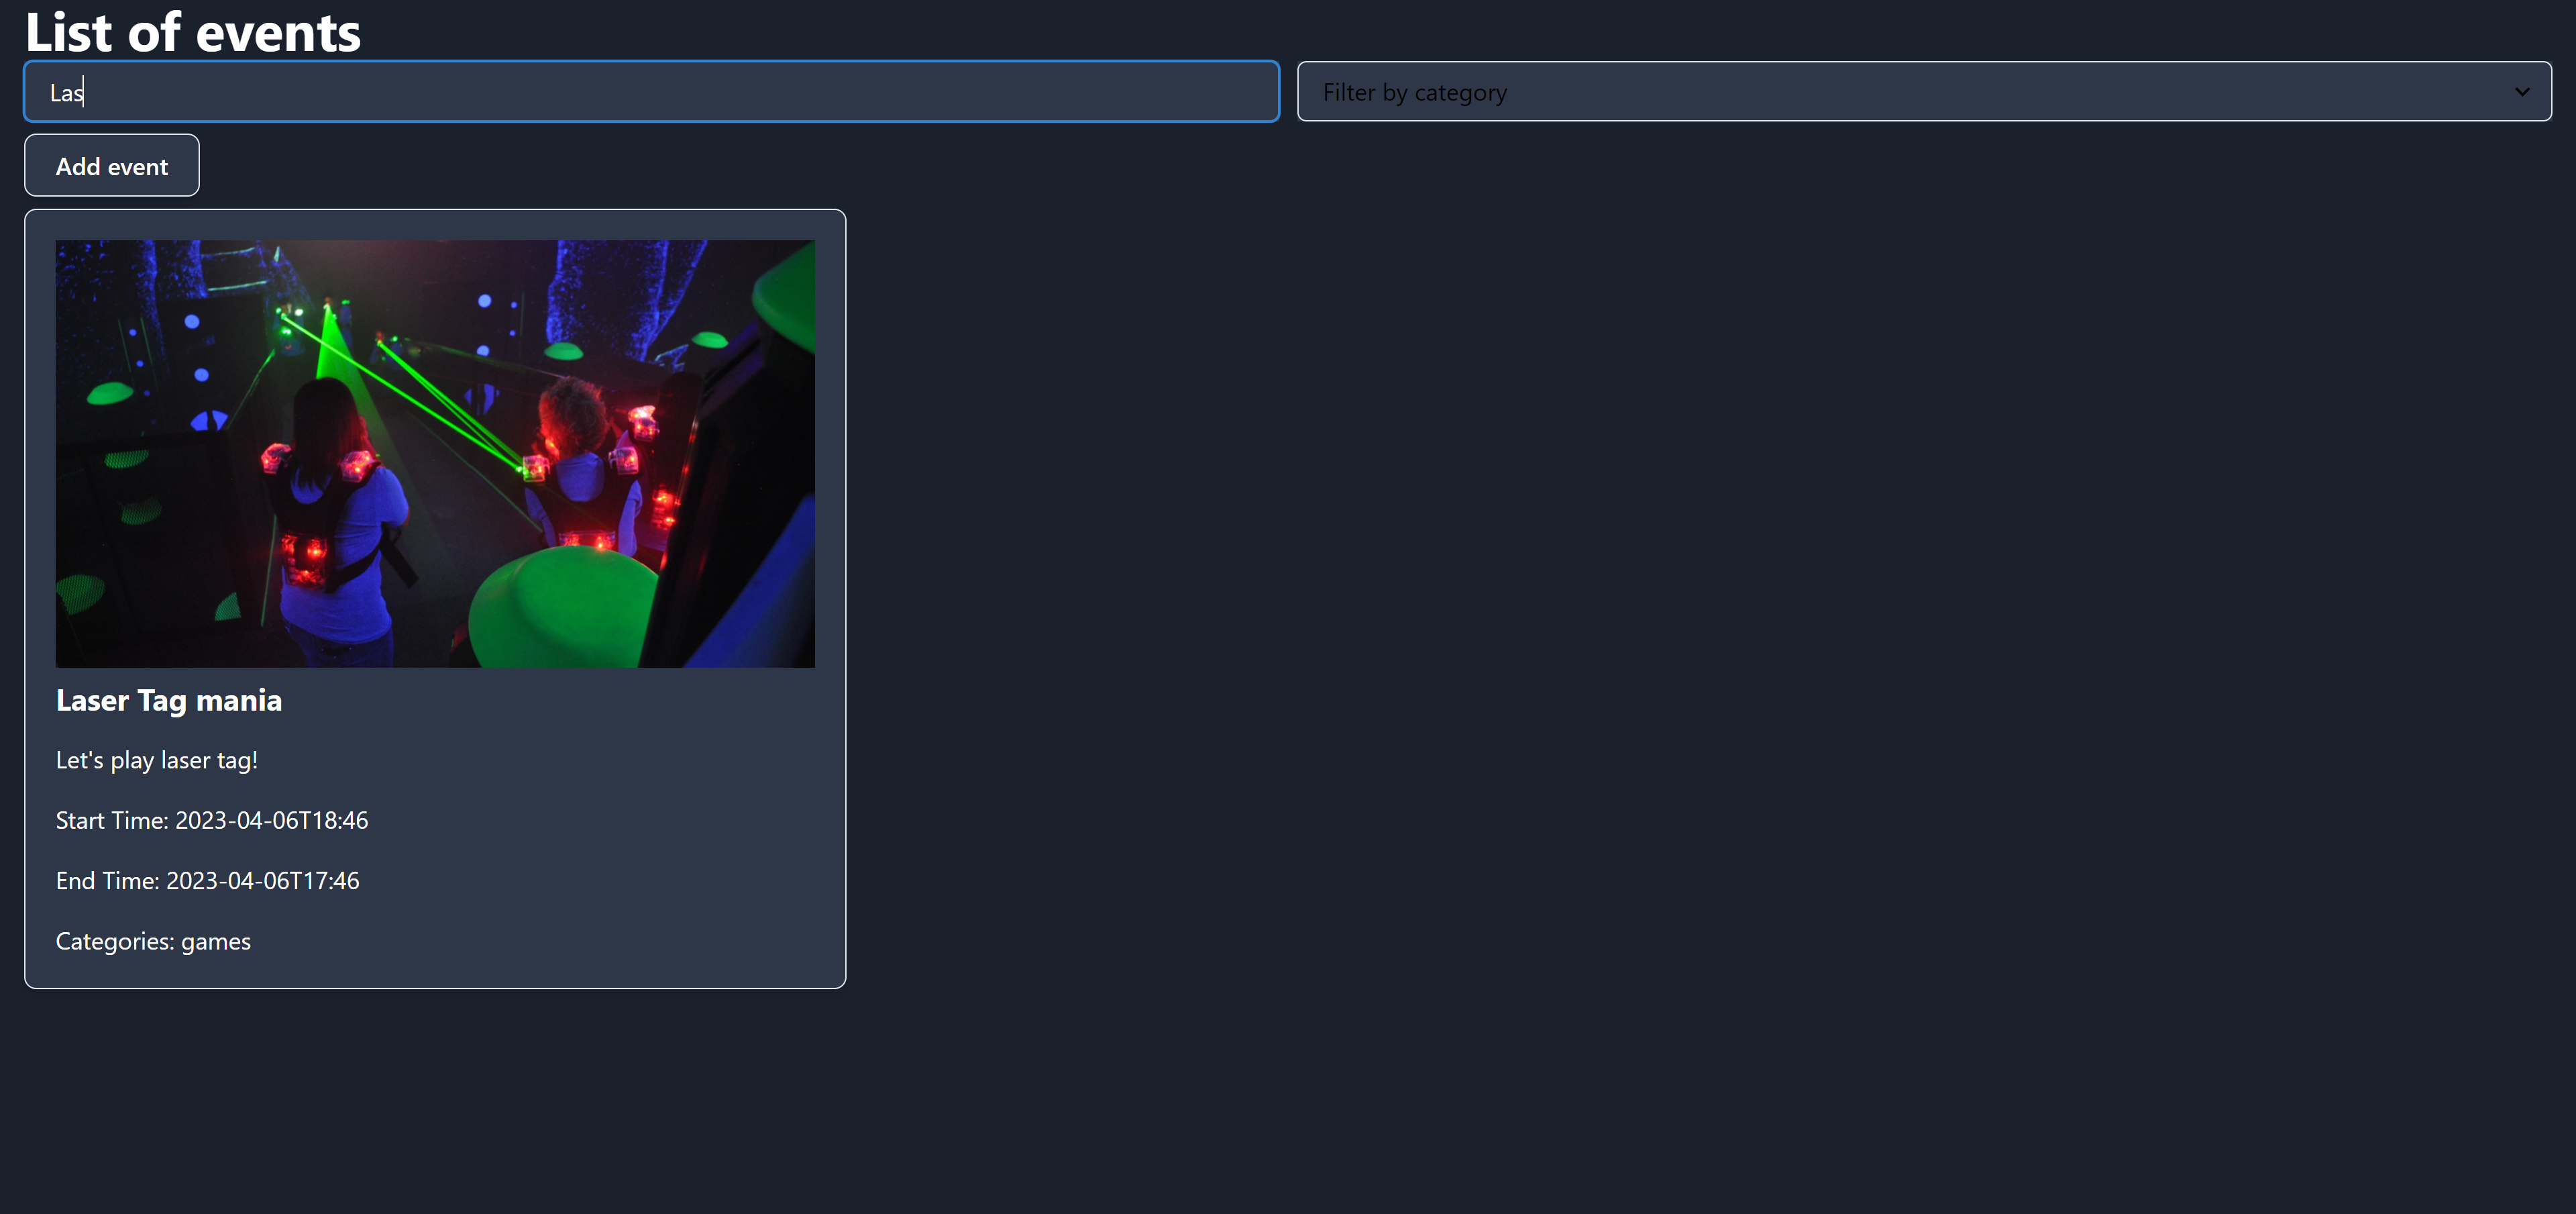 List of events
Las
Filter by category
Add event
Laser Tag mania
Let's play laser tag!
Start Time: 2023-04-06T18:46
End Time: 2023-04-06T17:46
Categories: games